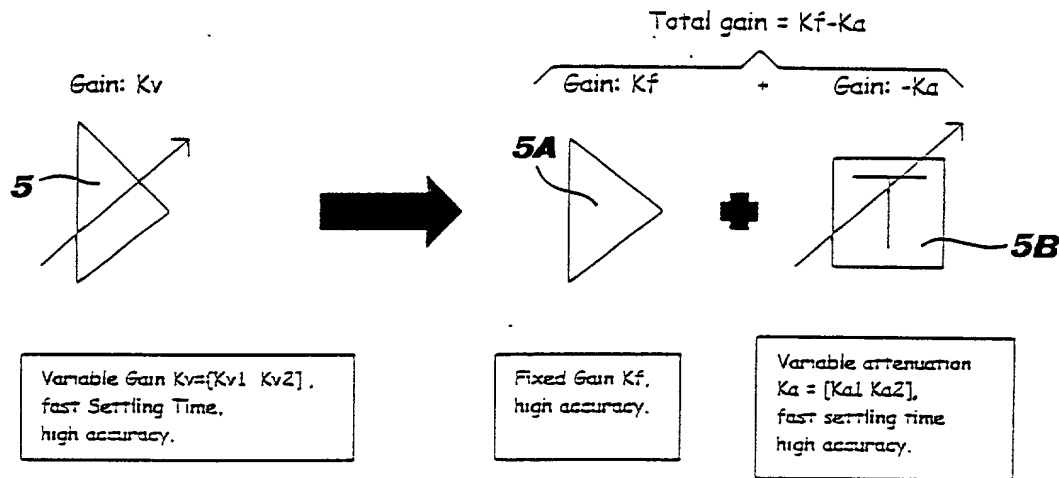 Total gain = Kf-Ka
Gain: Kv
Gain: Kf + Gain: -Ka
5
5A
5B
Variable Gain Kv=[Kv1 Kv2],
fast Settling Time,
high accuracy.
Fixed Gain Kf,
high accuracy.
Variable attenuation
Ka = [Ka1 Ka2],
fast settling time
high accuracy.